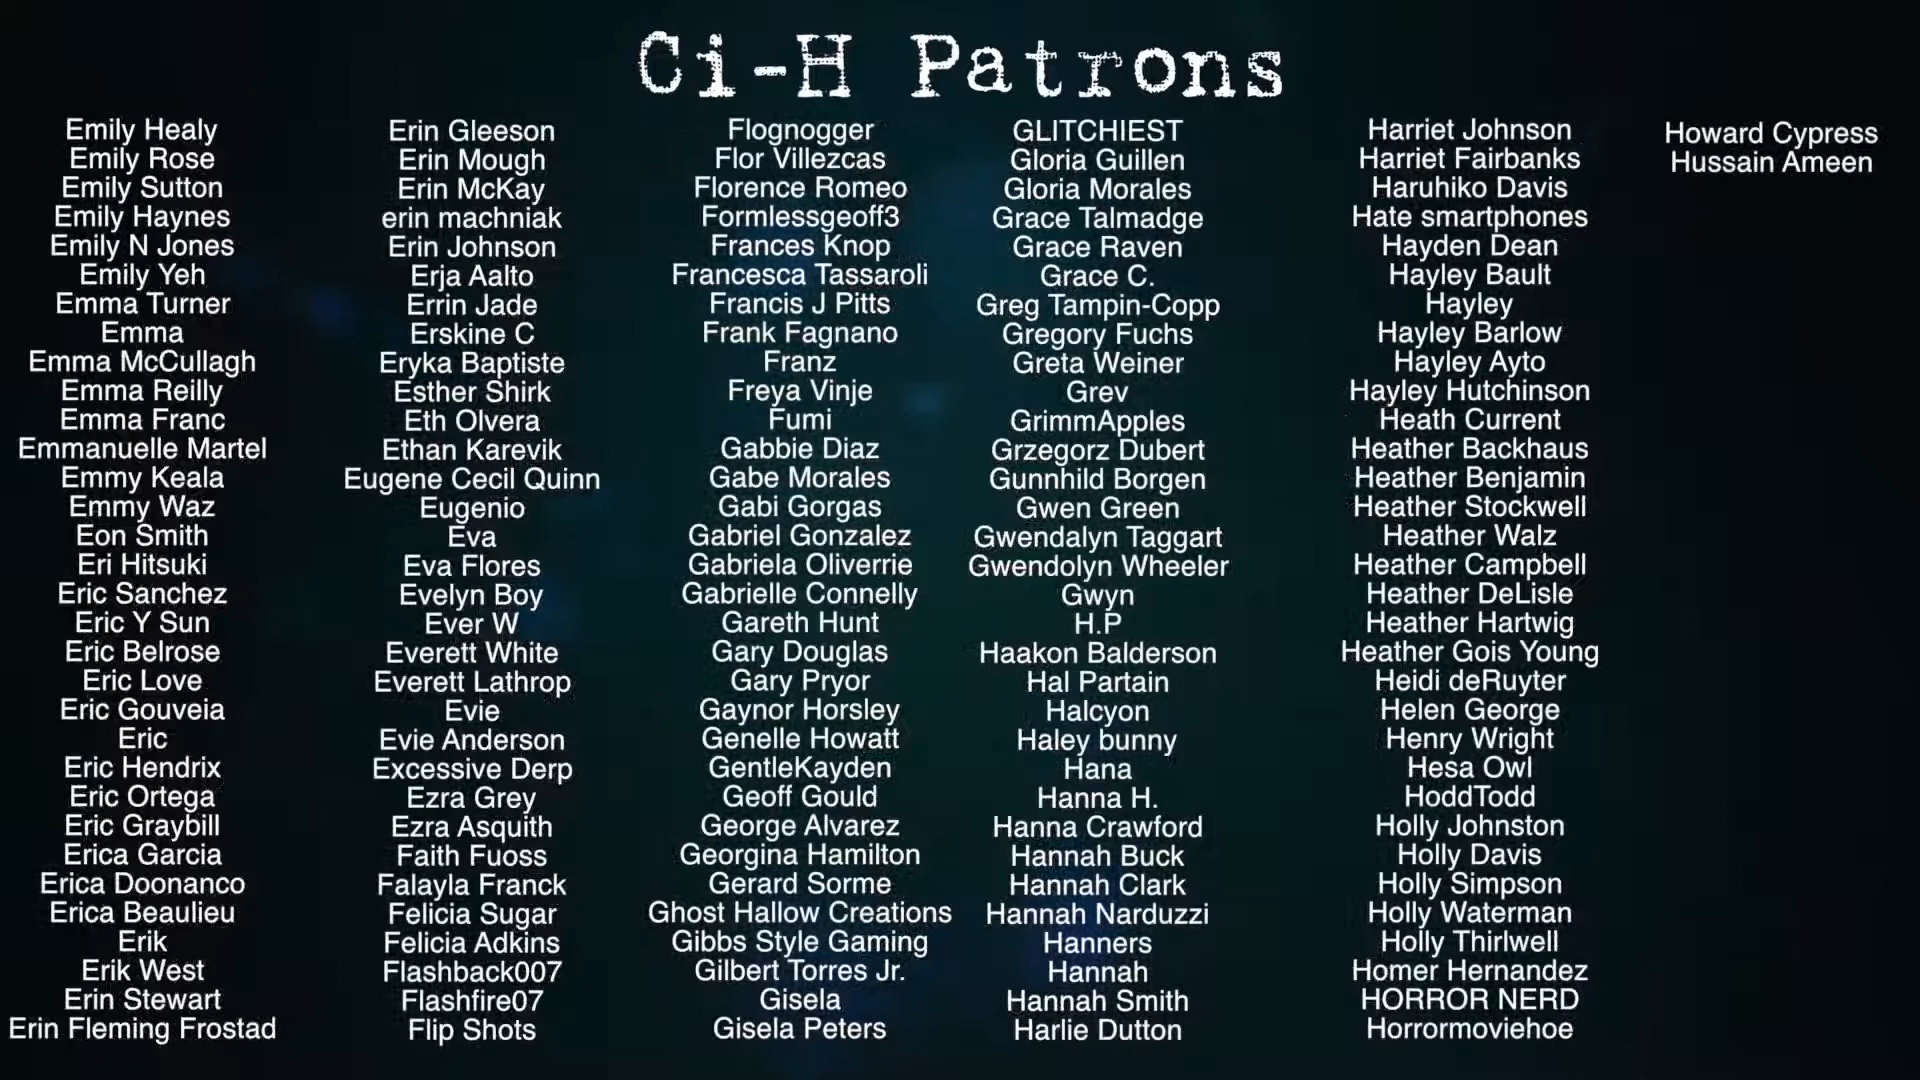 Ci-H Patrons
Emily Healy
Emily Rose
Emily Sutton
Emily Haynes
Emily N Jones
Emily Yeh
Emma Turner
Emma
Emma McCullagh
Emma Reilly
Emma Franc
Emmanuelle Martel
Emmy Keala
Emmy Waz
Eon Smith
Eri Hitsuki
Eric Sanchez
Eric Y Sun
Eric Belrose
Eric Love
Eric Gouveia
Eric
Eric Hendrix
Eric Ortega
Eric Graybill
Erica Garcia
Erica Doonanco
Erica Beaulieu
Erik
Erik West
Erin Stewart
Erin Fleming Frostad
Erin Gleeson
Erin Mough
Erin McKay
erin machniak
Erin Johnson
Erja Aalto
Errin Jade
Erskine C
Eryka Baptiste
Esther Shirk
Eth Olvera
Ethan Karevik
Eugene Cecil Quinn
Eugenio
Eva
Eva Flores
Evelyn Boy
Ever W
Everett White
Everett Lathrop
Evie
Evie Anderson
Excessive Derp
Ezra Grey
Ezra Asquith
Faith Fuoss
Falayla Franck
Felicia Sugar
Felicia Adkins
Flashback007
Flashfire07
Flip Shots
Flognogger
Flor Villezcas
Florence Romeo
Formlessgeoff3
Frances Knop
Francesca Tassaroli
Francis J Pitts
Frank Fagnano
Franz
Freya Vinje
Fumi
Gabbie Diaz
Gabe Morales
Gabi Gorgas
Gabriel Gonzalez
Gabriela Oliverrie
Gabrielle Connelly
Gareth Hunt
Gary Douglas
Gary Pryor
Gaynor Horsley
Genelle Howatt
GentleKayden
Geoff Gould
George Alvarez
Georgina Hamilton
Gerard Sorme
Ghost Hallow Creations
Gibbs Style Gaming
Gilbert Torres Jr.
Gisela
Gisela Peters
GLITCHIEST
Gloria Guillen
Gloria Morales
Grace Talmadge
Grace Raven
Grace C.
Greg Tampin-Copp
Gregory Fuchs
Greta Weiner
Grev
GrimmApples
Grzegorz Dubert
Gunnhild Borgen
Gwen Green
Gwendalyn Taggart
Gwendolyn Wheeler
Gwyn
H.P
Haakon Balderson
Hal Partain
Halcyon
Haley bunny
Hana
Hanna H.
Hanna Crawford
Hannah Buck
Hannah Clark
Hannah Narduzzi
Hanners
Hannah
Hannah Smith
Harlie Dutton
Harriet Johnson
Harriet Fairbanks
Haruhiko Davis
Hate smartphones
Hayden Dean
Hayley Bault
Hayley
Hayley Barlow
Hayley Ayto
Hayley Hutchinson
Heath Current
Heather Backhaus
Heather Benjamin
Heather Stockwell
Heather Walz
Heather Campbell
Heather DeLisle
Heather Hartwig
Heather Gois Young
Heidi deRuyter
Helen George
Henry Wright
Hesa Owl
HoddTodd
Holly Johnston
Holly Davis
Holly Simpson
Holly Waterman
Holly Thirlwell
Homer Hernandez
HORROR NERD
Horrormoviehoe
Howard Cypress
Hussain Ameen